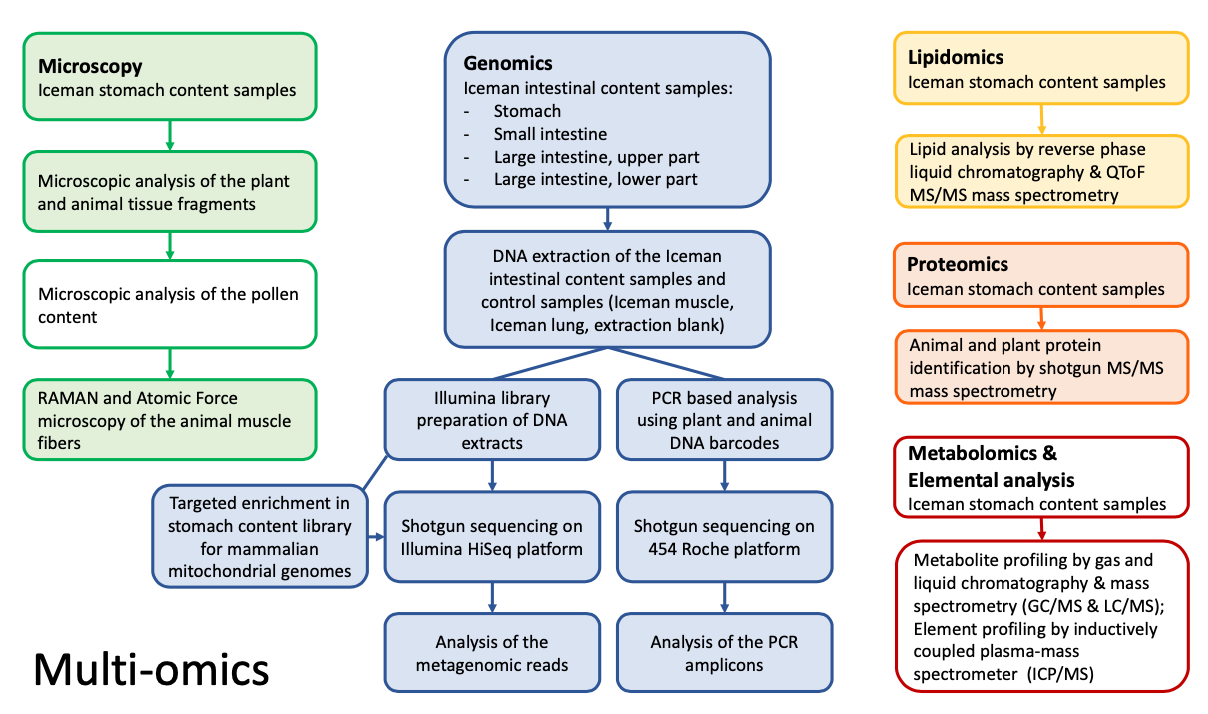 Microscopy
Iceman stomach content samples
Microscopic analysis of the plant
and animal tissue fragments
Microscopic analysis of the pollen
content
RAMAN and Atomic Force
microscopy of the animal muscle
fibers
Genomics
Iceman intestinal content samples:
- Stomach
- Small intestine
- Large intestine, upper part
- Large intestine, lower part
DNA extraction of the Iceman
intestinal content samples and
control samples (Iceman muscle,
Iceman lung, extraction blank)
Illumina library
preparation of DNA
extracts
PCR based analysis
using plant and animal
DNA barcodes
Targeted enrichment in
stomach content library
for mammalian
mitochondrial genomes
Shotgun sequencing on
Illumina HiSeq platform
Shotgun sequencing on
454 Roche platform
Analysis of the
metagenomic reads
Analysis of the PCR
amplicons
Lipidomics
Iceman stomach content samples
Lipid analysis by reverse phase
liquid chromatography & QToF
MS/MS mass spectrometry
Proteomics
Iceman stomach content samples
Animal and plant protein
identification by shotgun MS/MS
mass spectrometry
Metabolomics &
Elemental analysis
Iceman stomach content samples
Metabolite profiling by gas and
liquid chromatography & mass
spectrometry (GC/MS & LC/MS);
Element profiling by inductively
coupled plasma-mass
spectrometer (ICP/MS)
Multi-omics